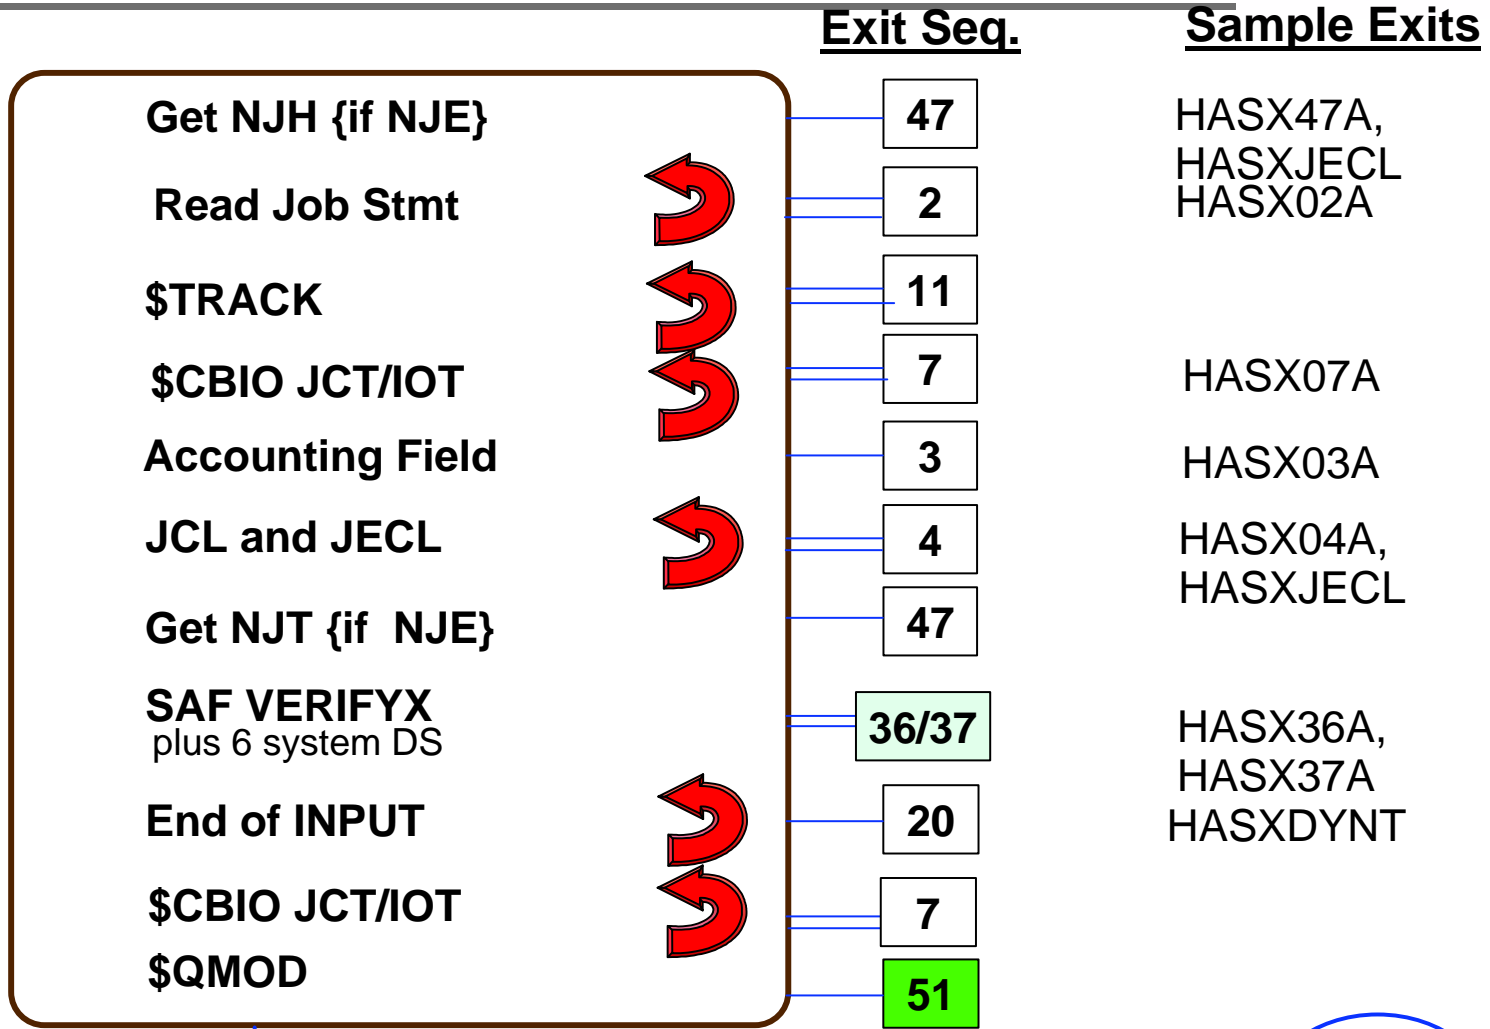 Exit Seq. Sample Exits
Get NJH {if NJE} 47 HASX47A,
HASXJECL
Read Job Stmt 2 HASX02A
$TRACK 11
$CBIO JCT/IOT 7 HASX07A
Accounting Field 3 HASX03A
JCL and JECL 4 HASX04A,
HASXJECL
Get NJT {if NJE} 47
SAF VERIFYX 36/37 HASX36A,
plus 6 system DS
HASX37A
End of INPUT 20 HASXDYNT
$CBIO JCT/IOT 7
$QMOD 51